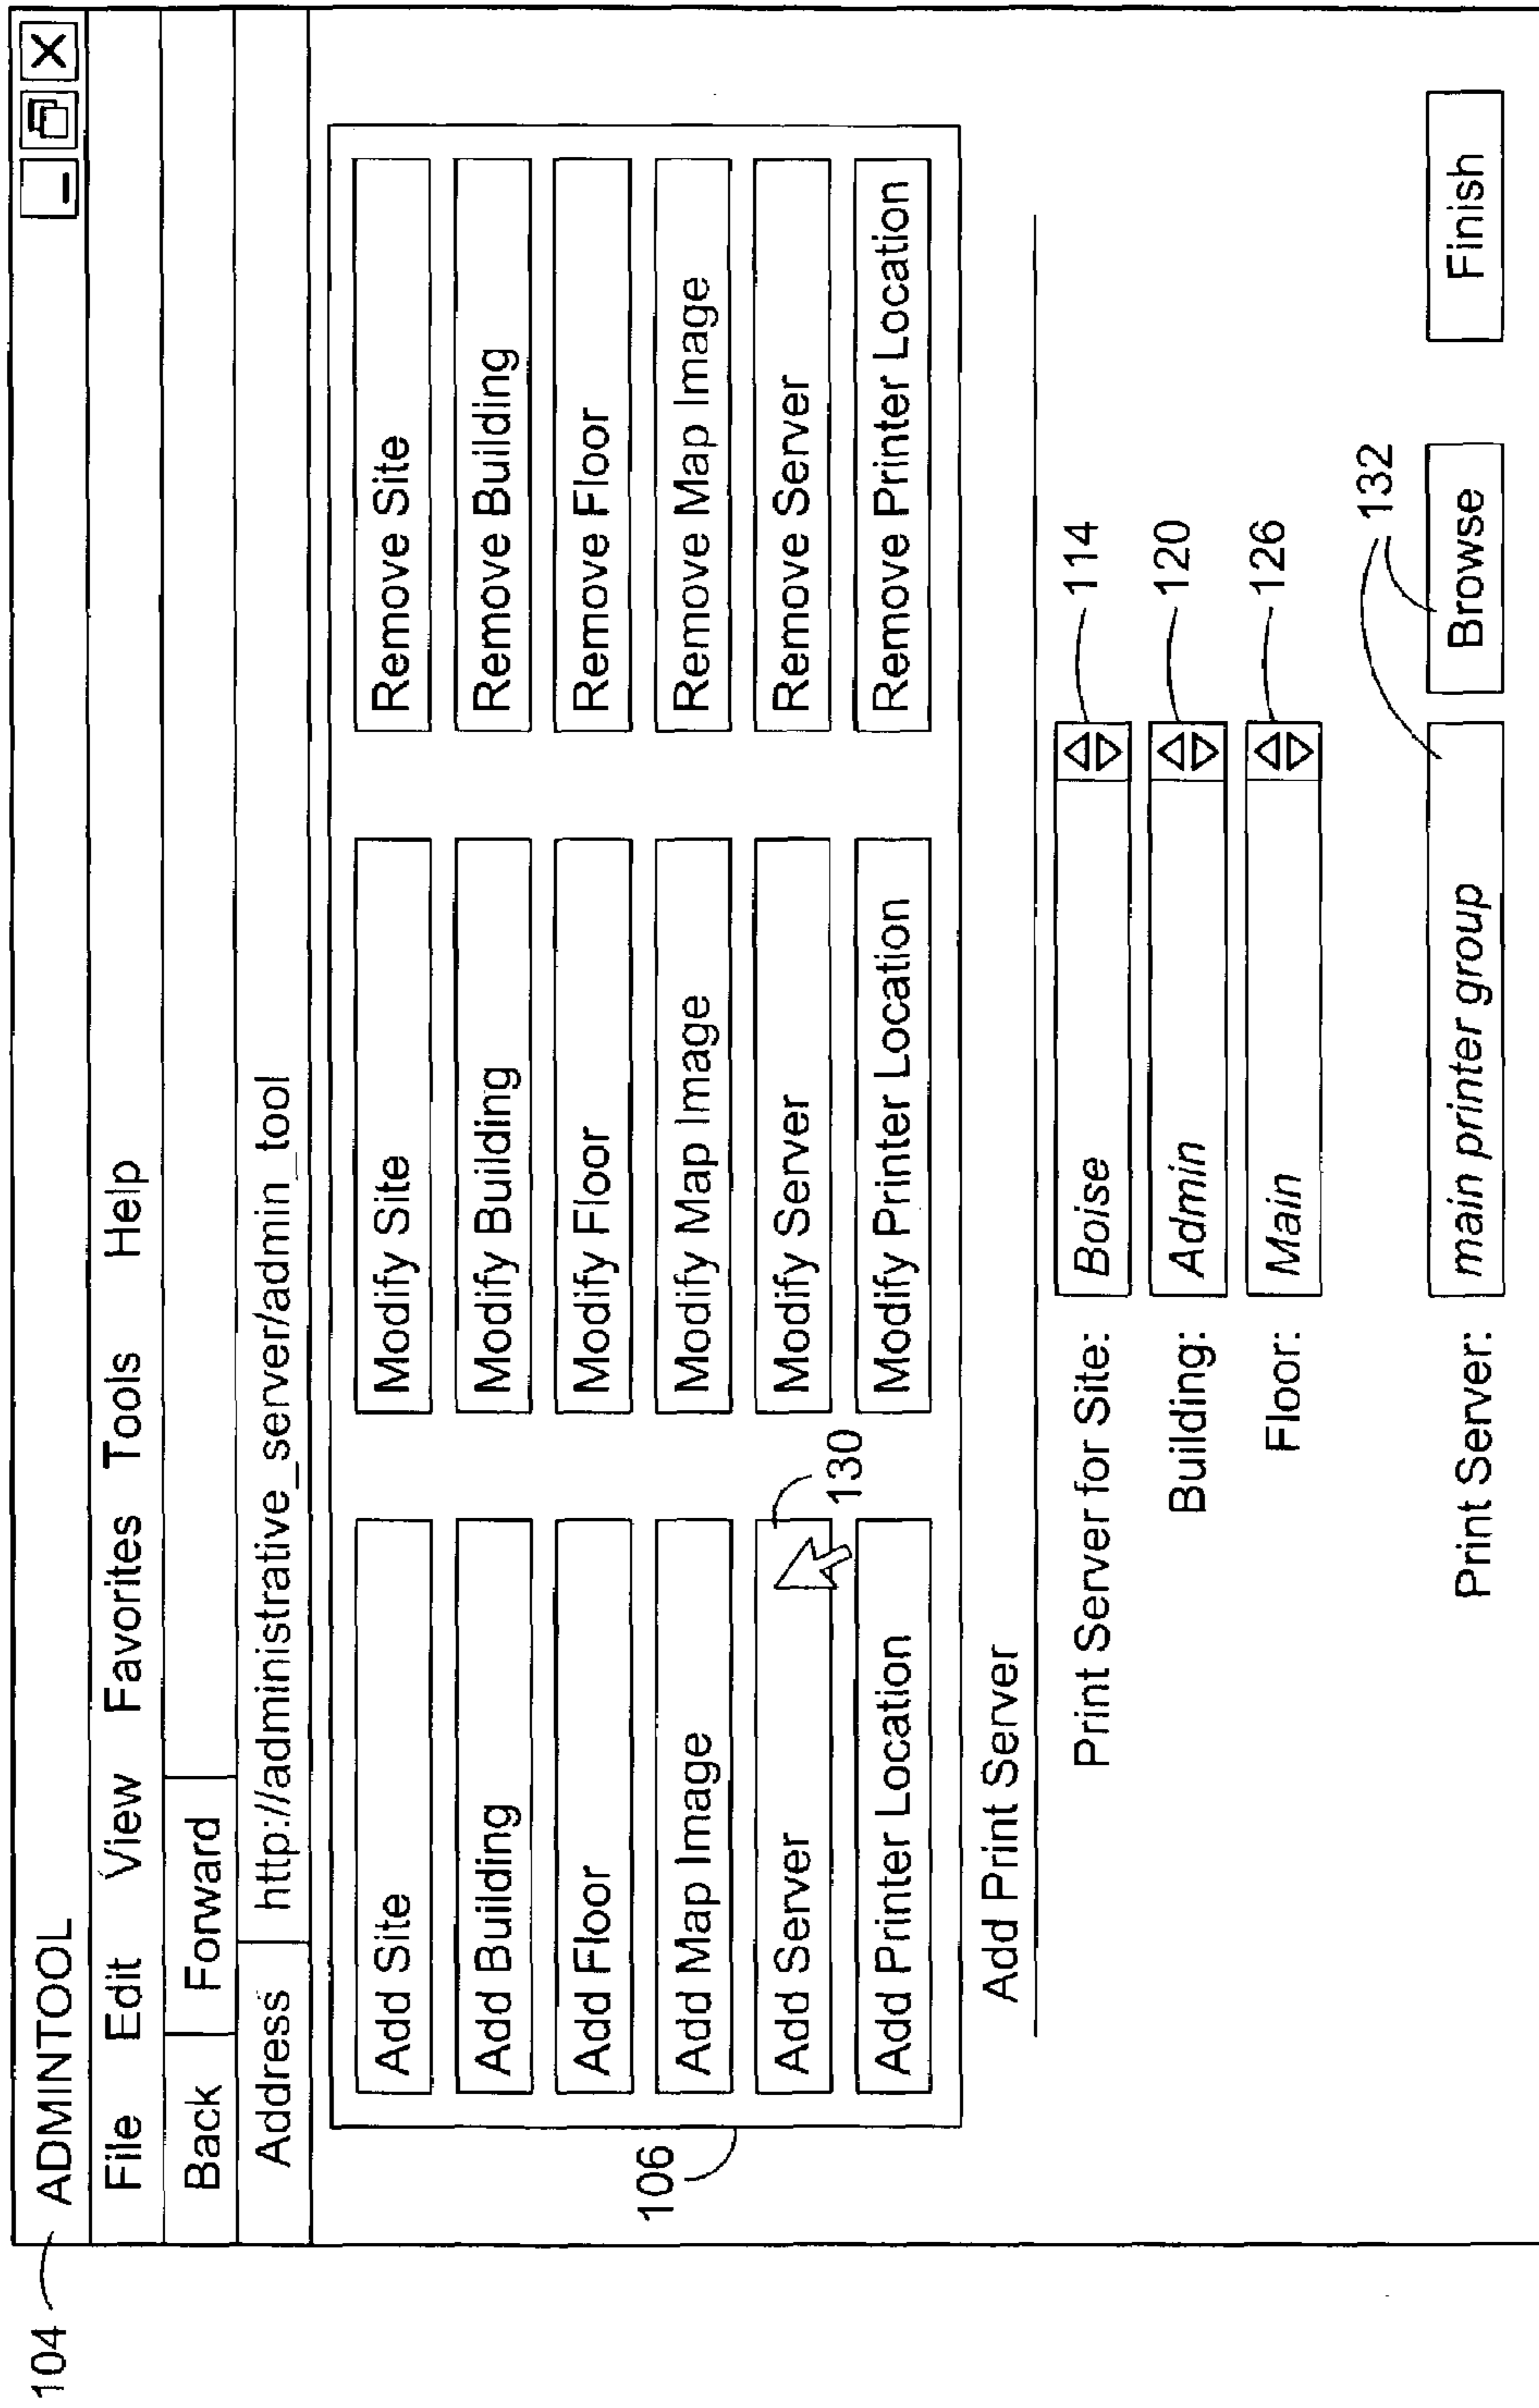 104
ADMINTOOL
File Edit View Favorites Tools Help
Back Forward
Address http://administrative_server/admin_tool
Add Site Modify Site Remove Site
Add Building Modify Building Remove Building
Add Floor Modify Floor Remove Floor
106
Add Map Image Modify Map Image Remove Map Image
Add Server Modify Server Remove Server
130
Add Printer Location Modify Printer Location Remove Printer Location
Add Print Server
Print Server for Site: Boise 114
Building: Admin 120
Floor: Main 126
132
Print Server: main printer group Browse Finish